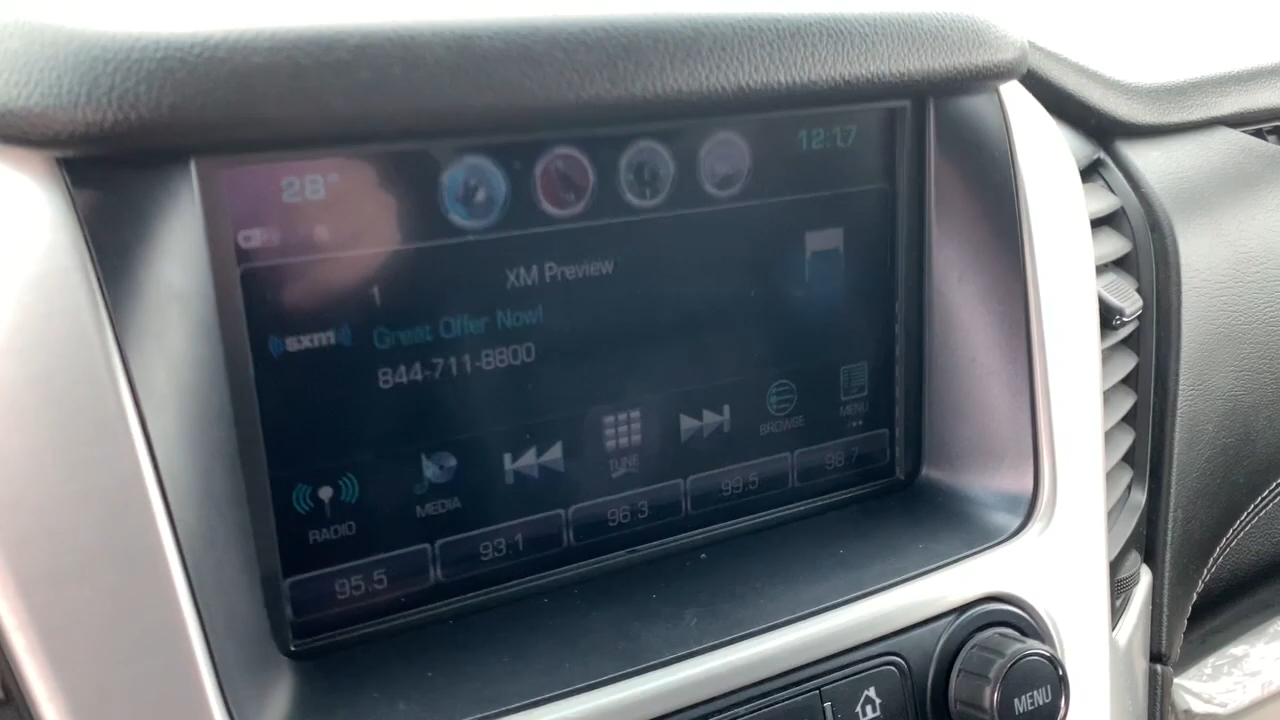 28°
12:17
XM Preview
1
sxm
Great Offer Now!
844-711-8800
RADIO
MEDIA
TUNE
BROWSE
MENU
95.5
93.1
96.3
99.5
98.7
MENU